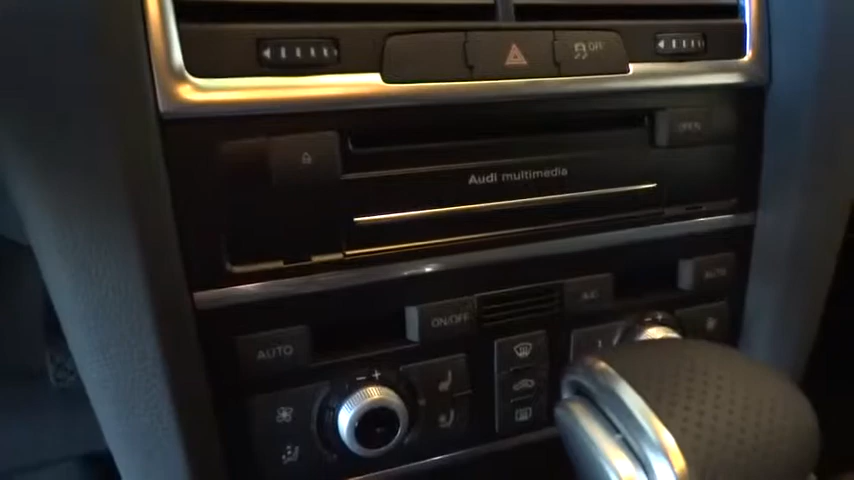 OFF
OPEN
Audi multimedia
AUTO
A/C
ON/OFF
AUTO